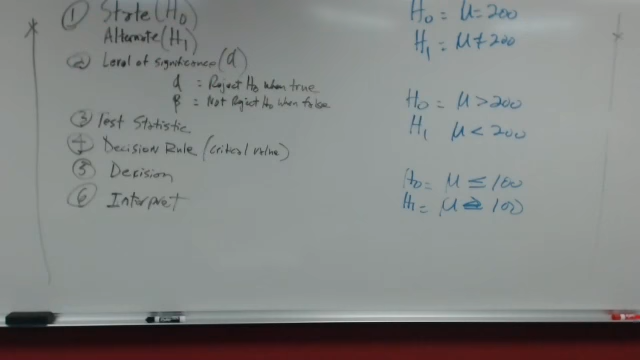 ① State (H₀)
Alternate (H₁)
② Level of significance (α)
α = Reject H₀ when true
β = Not Reject H₀ when false
③ Test Statistic
④ Decision Rule (critical value)
⑤ Decision
⑥ Interpret
H₀ = μ = 200
H₁ = μ ≠ 200
H₀ = μ > 200
H₁ μ < 200
H₀ = μ ≤ 100
H₁ = μ 100